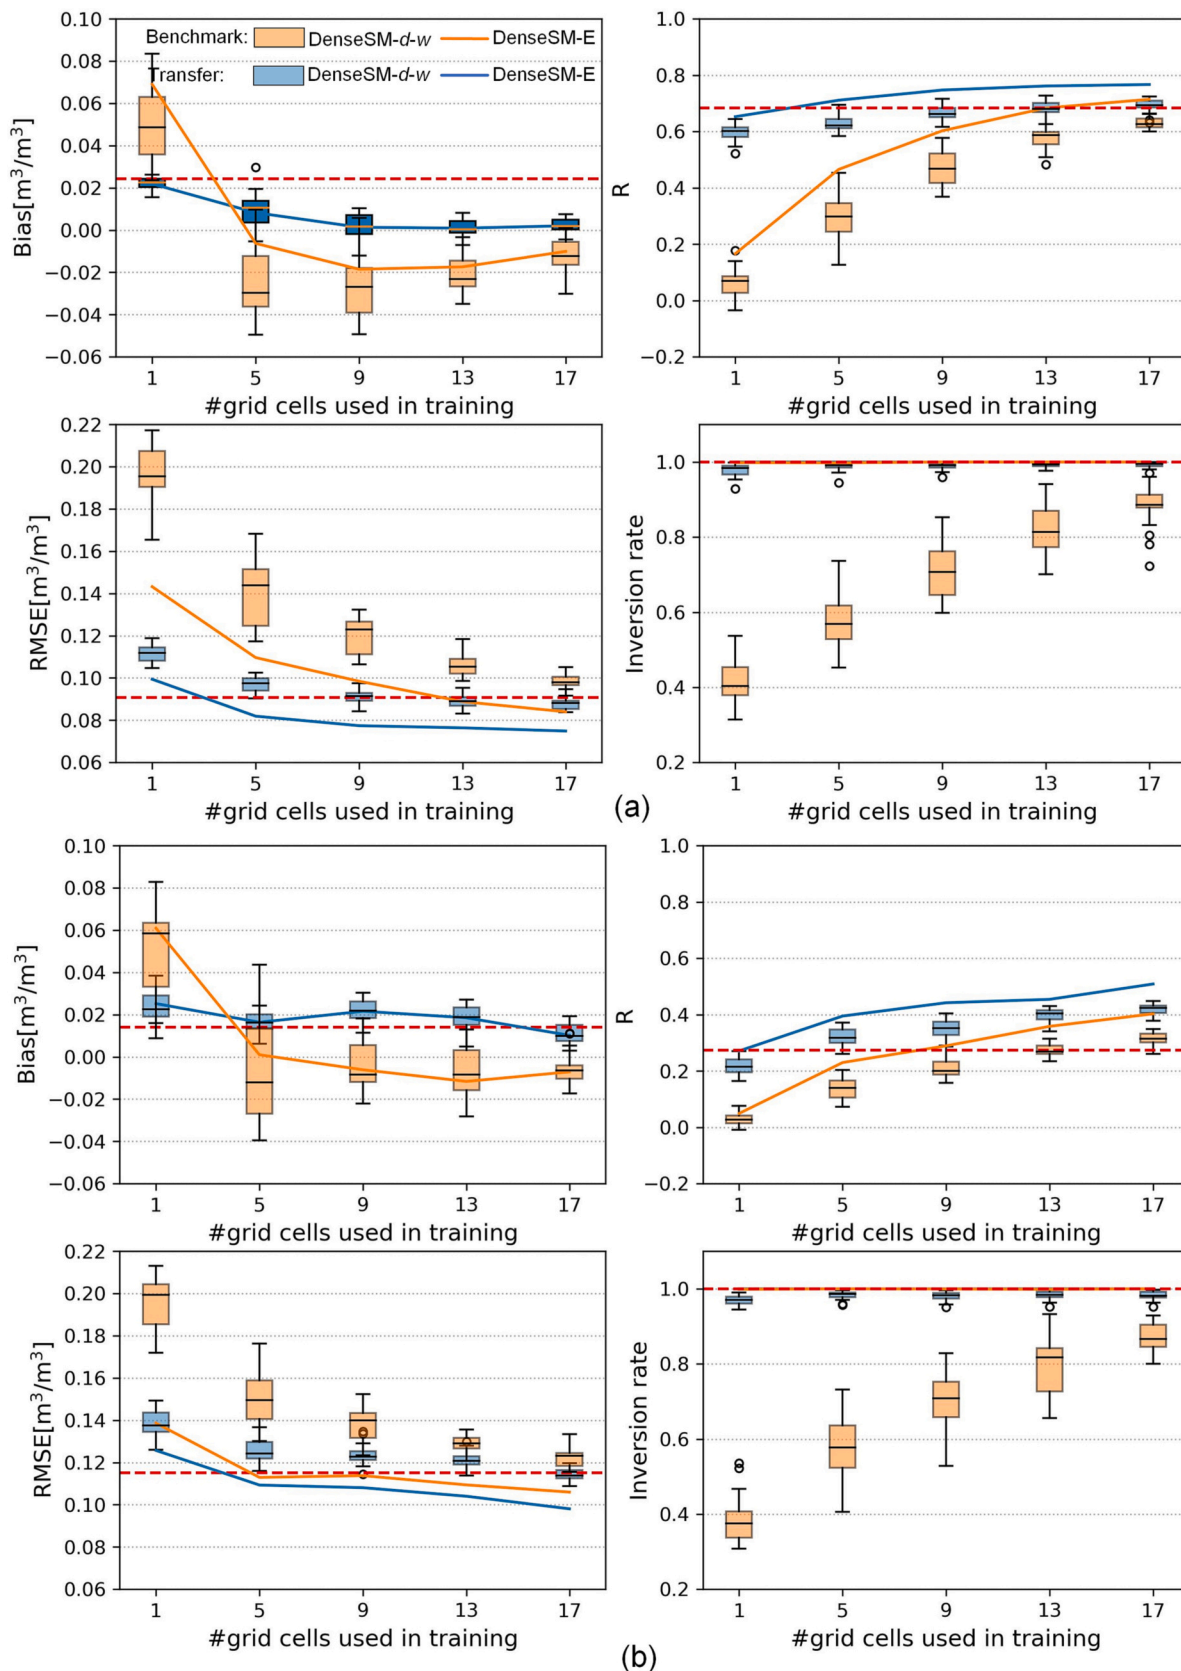 Benchmark: DenseSM-d-w DenseSM-E
Transfer: DenseSM-d-w DenseSM-E
0.10
0.08
0.06
0.04
0.02
0.00
−0.02
−0.04
−0.06
Bias[m³/m³]
1 5 9 13 17
#grid cells used in training
1.0
0.8
0.6
0.4
0.2
0.0
−0.2
R
1 5 9 13 17
#grid cells used in training
0.22
0.20
0.18
0.16
0.14
0.12
0.10
0.08
0.06
RMSE[m³/m³]
1 5 9 13 17
#grid cells used in training
1.0
0.8
0.6
0.4
0.2
Inversion rate
1 5 9 13 17
#grid cells used in training
(a)
0.10
0.08
0.06
0.04
0.02
0.00
−0.02
−0.04
−0.06
Bias[m³/m³]
1 5 9 13 17
#grid cells used in training
1.0
0.8
0.6
0.4
0.2
0.0
−0.2
R
1 5 9 13 17
#grid cells used in training
0.22
0.20
0.18
0.16
0.14
0.12
0.10
0.08
0.06
RMSE[m³/m³]
1 5 9 13 17
#grid cells used in training
1.0
0.8
0.6
0.4
0.2
Inversion rate
1 5 9 13 17
#grid cells used in training
(b)